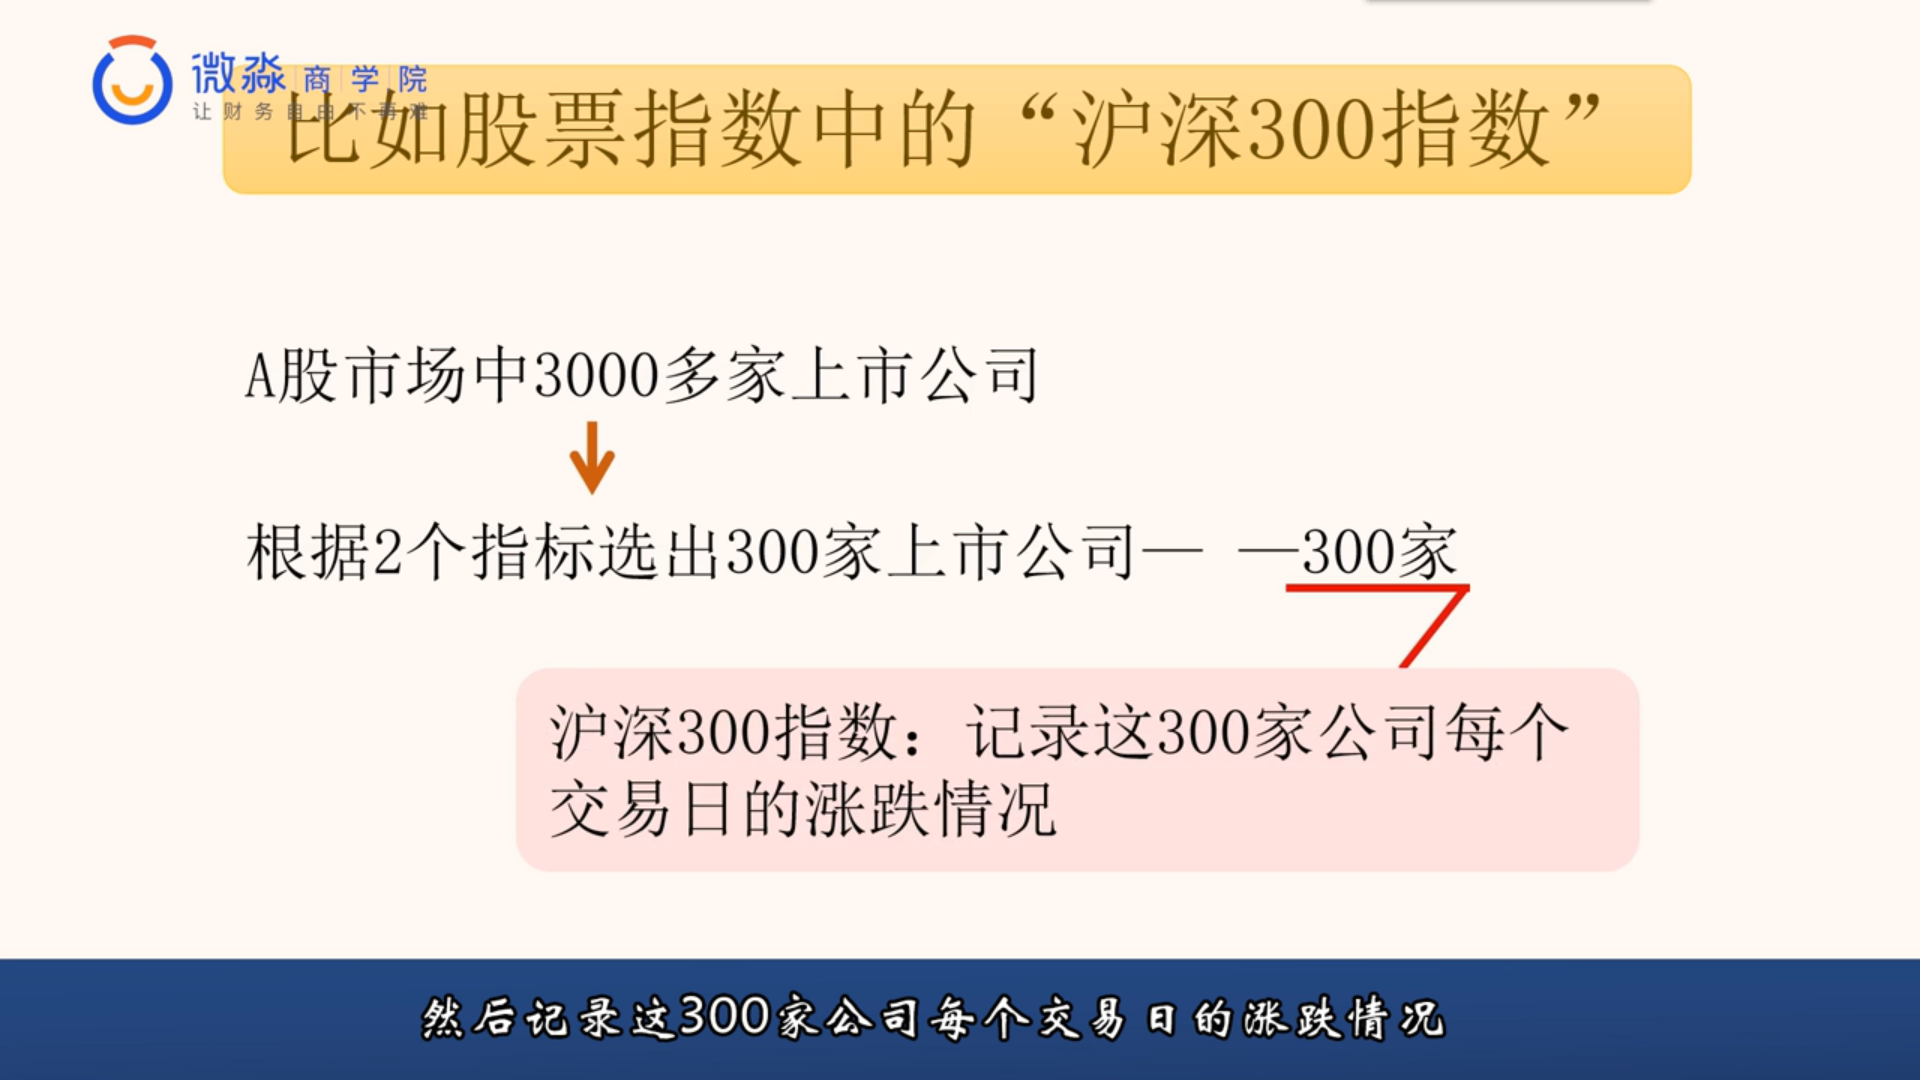 微淼 商学院
让财务自由不再难
比如股票指数中的“沪深300指数”
A股市场中3000多家上市公司
根据2个指标选出300家上市公司— —300家
沪深300指数：记录这300家公司每个
交易日的涨跌情况
然后记录这300家公司每个交易日的涨跌情况